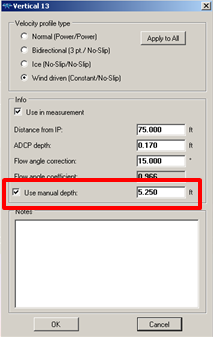 Vertical 13
Velocity profile type
Normal (Power/Power)
Apply to All
Bidirectional (3 pt./ No-Slip)
Ice (No-Slip/No-Slip)
Wind driven (Constant/No-Slip)
Info
Use in measurement
Distance from IP: 75.000 ft
ADCP depth: 0.170 ft
Flow angle correction: 15.000 °
Flow angle coefficient: 0.966
Use manual depth: 5.250 ft
Notes
OK Cancel